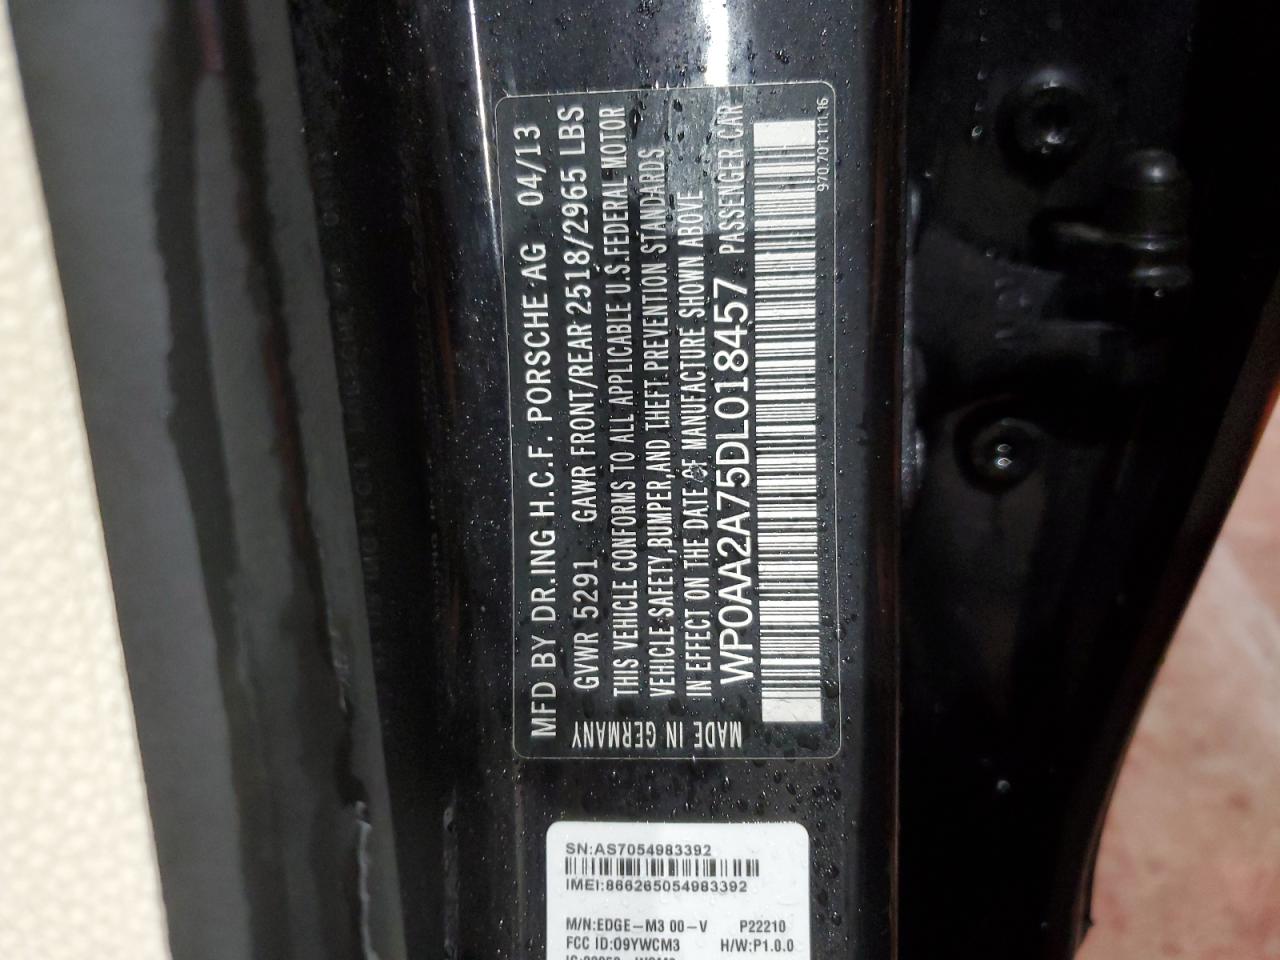 MFD BY DR.ING H.C.F. PORSCHE AG 04/13
GVWR 5291 GAWR FRONT/REAR 2518/2965 LBS
THIS VEHICLE CONFORMS TO ALL APPLICABLE U.S.FEDERAL MOTOR
VEHICLE SAFETY,BUMPER,AND THEFT PREVENTION STANDARDS
IN EFFECT ON THE DATE OF MANUFACTURE SHOWN ABOVE
WP0AA2A75DL018457 PASSENGER CAR
970.701.111.16
MADE IN GERMANY
SN:AS7054983392
IMEI:866265054983392
M/N:EDGE-M3 00-V P22210
FCC ID:O9YWCM3 H/W:P1.0.0